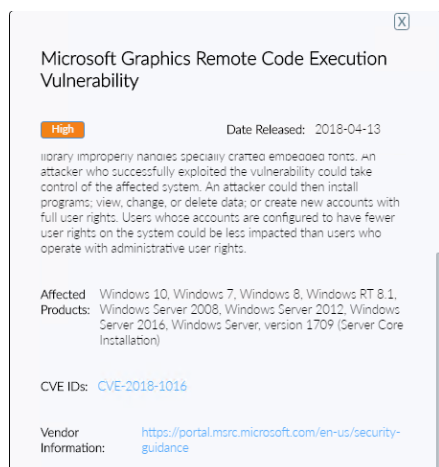 X
Microsoft Graphics Remote Code Execution
Vulnerability
High
Date Released: 2018-04-13
library improperly handles specially crafted embedded fonts. An
attacker who successfully exploited the vulnerability could take
control of the affected system. An attacker could then install
programs; view, change, or delete data; or create new accounts with
full user rights. Users whose accounts are configured to have fewer
user rights on the system could be less impacted than users who
operate with administrative user rights.
Affected Products: Windows 10, Windows 7, Windows 8, Windows RT 8.1,
Windows Server 2008, Windows Server 2012, Windows
Server 2016, Windows Server, version 1709 (Server Core
Installation)
CVE IDs: CVE-2018-1016
Vendor Information: https://portal.msrc.microsoft.com/en-us/security-
guidance